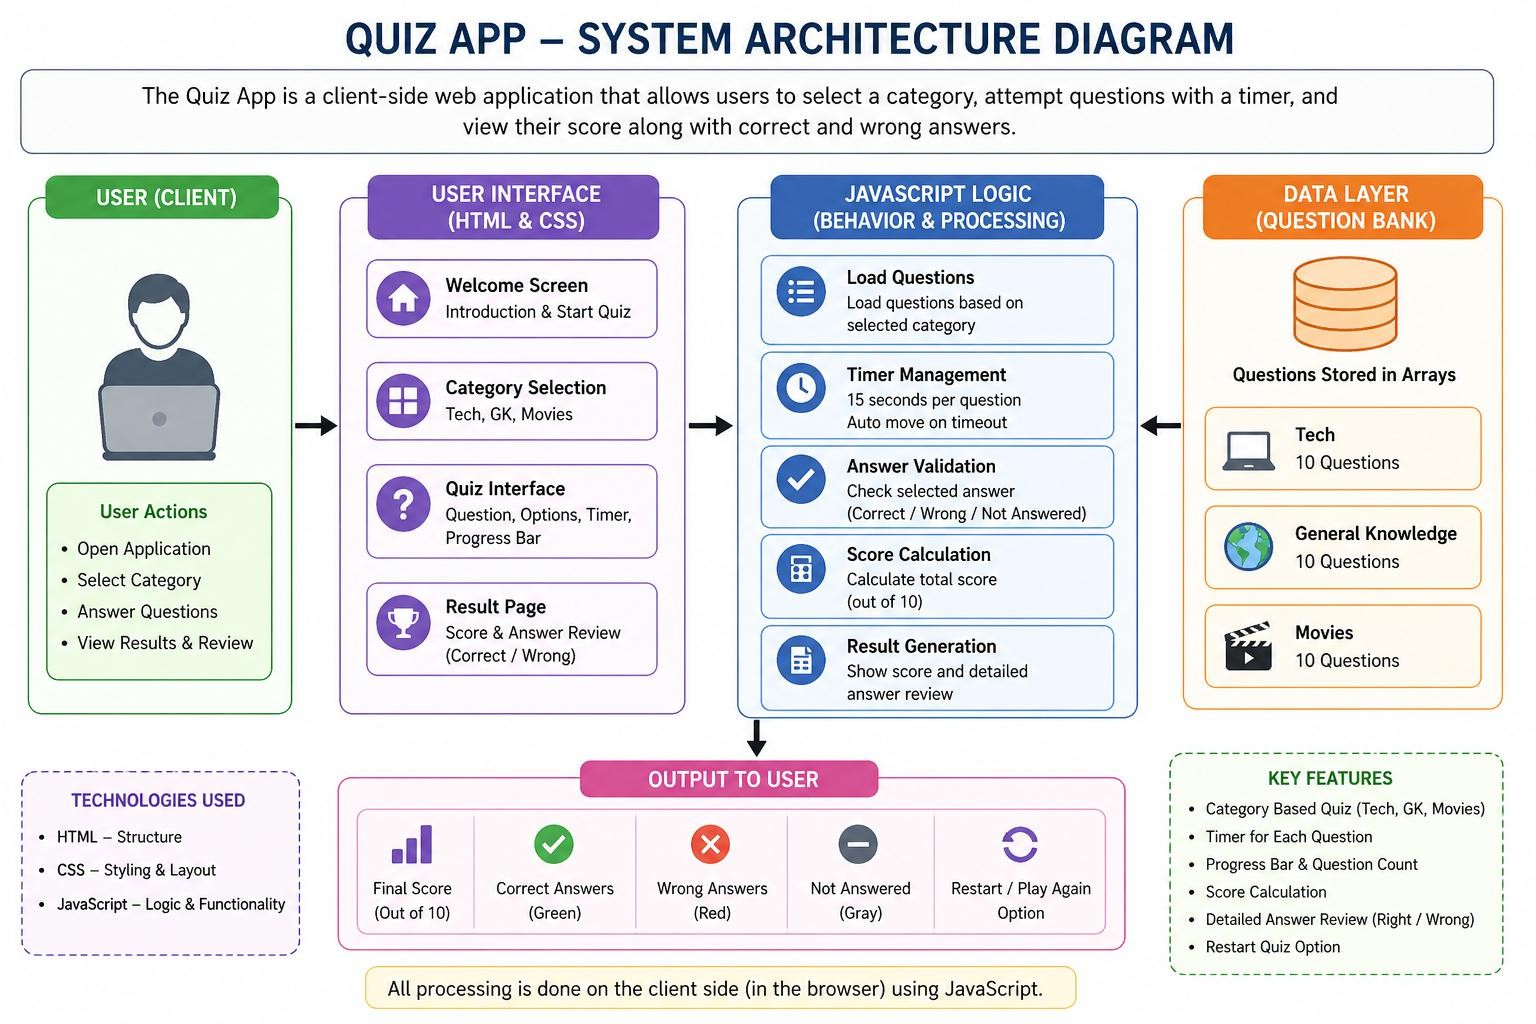 QUIZ APP – SYSTEM ARCHITECTURE DIAGRAM
The Quiz App is a client-side web application that allows users to select a category, attempt questions with a timer, and
view their score along with correct and wrong answers.
USER (CLIENT)
User Actions
• Open Application
• Select Category
• Answer Questions
• View Results & Review
USER INTERFACE
(HTML & CSS)
Welcome Screen
Introduction & Start Quiz
Category Selection
Tech, GK, Movies
?
Quiz Interface
Question, Options, Timer,
Progress Bar
Result Page
Score & Answer Review
(Correct / Wrong)
JAVASCRIPT LOGIC
(BEHAVIOR & PROCESSING)
Load Questions
Load questions based on
selected category
Timer Management
15 seconds per question
Auto move on timeout
Answer Validation
Check selected answer
(Correct / Wrong / Not Answered)
Score Calculation
Calculate total score
(out of 10)
Result Generation
Show score and detailed
answer review
DATA LAYER
(QUESTION BANK)
Questions Stored in Arrays
Tech
10 Questions
General Knowledge
10 Questions
Movies
10 Questions
TECHNOLOGIES USED
• HTML – Structure
• CSS – Styling & Layout
• JavaScript – Logic & Functionality
OUTPUT TO USER
Final Score
(Out of 10)
Correct Answers
(Green)
Wrong Answers
(Red)
Not Answered
(Gray)
Restart / Play Again
Option
KEY FEATURES
• Category Based Quiz (Tech, GK, Movies)
• Timer for Each Question
• Progress Bar & Question Count
• Score Calculation
• Detailed Answer Review (Right / Wrong)
• Restart Quiz Option
All processing is done on the client side (in the browser) using JavaScript.